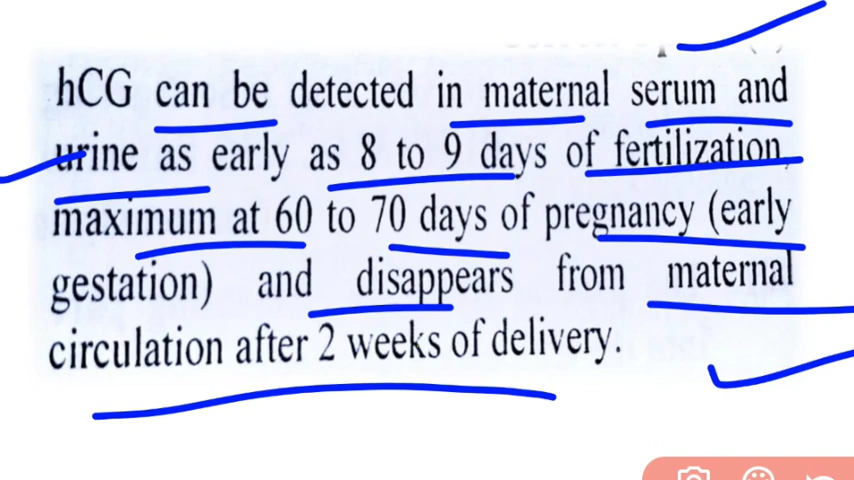 hCG can be detected in maternal serum and
urine as early as 8 to 9 days of fertilization,
maximum at 60 to 70 days of pregnancy (early
gestation) and disappears from maternal
circulation after 2 weeks of delivery.